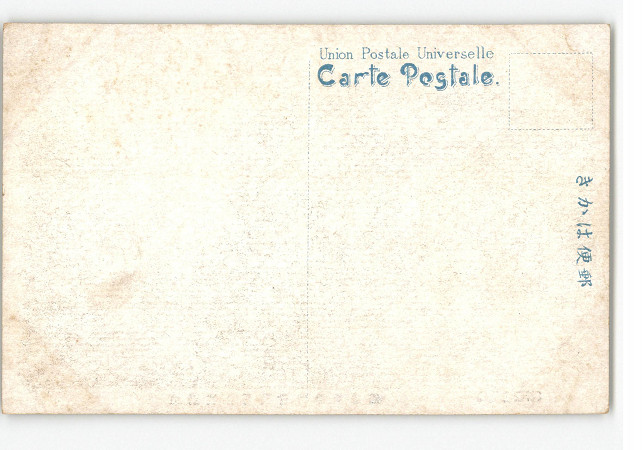 Union Postale Universelle
Carte Postale.
郵便はかき